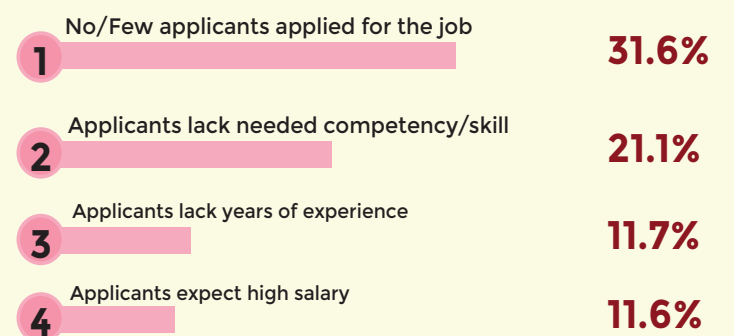 No/Few applicants applied for the job
1
31.6%
Applicants lack needed competency/skill
2
21.1%
Applicants lack years of experience
3
11.7%
Applicants expect high salary
4
11.6%